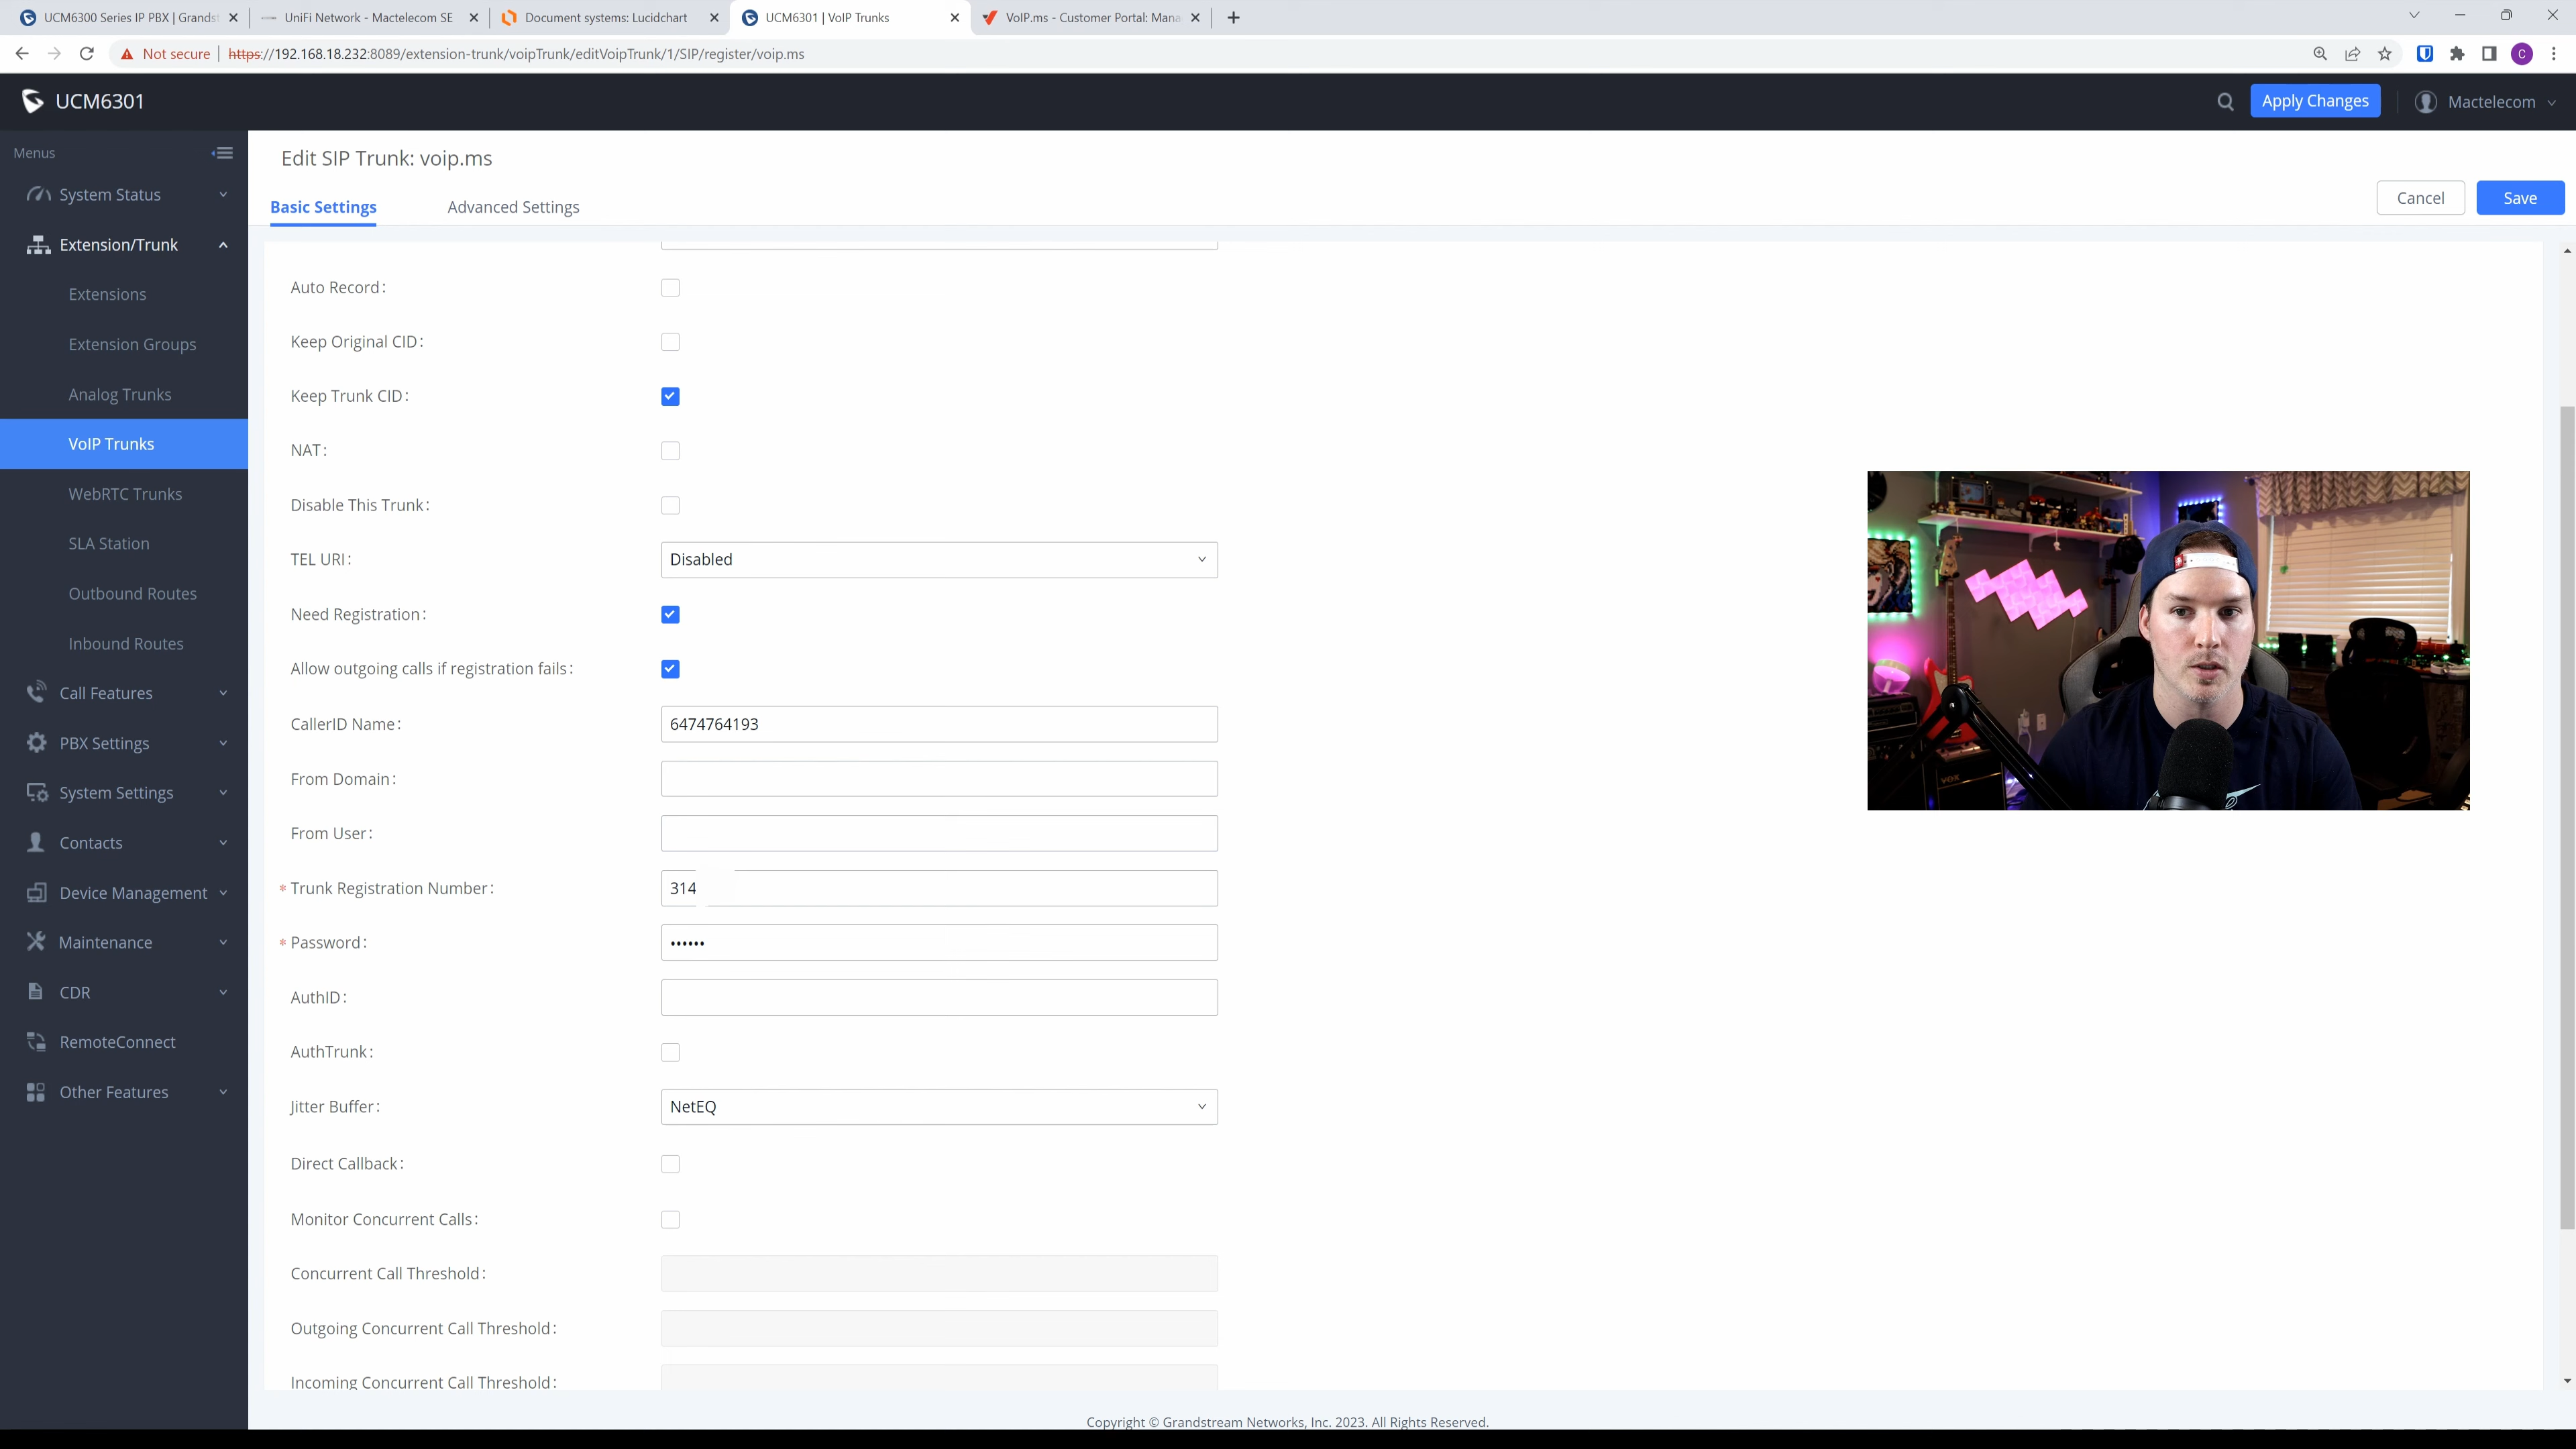 UCM6300 Series IP PBX | Grands
UniFi Network - Mactelecom SE
Document systems: Lucidchart
UCM6301 | VoIP Trunks
VoIP.ms - Customer Portal: Mana
Not secure
https://192.168.18.232:8089/extension-trunk/voipTrunk/editVoipTrunk/1/SIP/register/voip.ms
C
UCM6301
Apply Changes
Mactelecom
Menus
System Status
Extension/Trunk
Extensions
Extension Groups
Analog Trunks
VoIP Trunks
WebRTC Trunks
SLA Station
Outbound Routes
Inbound Routes
Call Features
PBX Settings
System Settings
Contacts
Device Management
Maintenance
CDR
RemoteConnect
Other Features
Edit SIP Trunk: voip.ms
Basic Settings
Advanced Settings
Cancel
Save
Auto Record:
Keep Original CID:
Keep Trunk CID:
NAT:
Disable This Trunk:
TEL URI: Disabled
Need Registration:
Allow outgoing calls if registration fails:
CallerID Name: 6474764193
From Domain:
From User:
* Trunk Registration Number: 314
* Password: ••••••
AuthID:
AuthTrunk:
Jitter Buffer: NetEQ
Direct Callback:
Monitor Concurrent Calls:
Concurrent Call Threshold:
Outgoing Concurrent Call Threshold:
Incoming Concurrent Call Threshold:
VOX
Copyright © Grandstream Networks, Inc. 2023. All Rights Reserved.